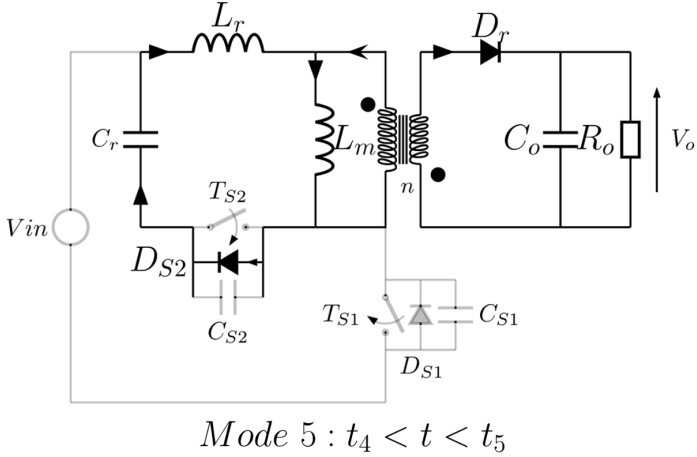 L_r
D_r
C_r
L_m
C_o
R_o
V_o
n
T_{S2}
Vin
D_{S2}
C_{S2}
T_{S1}
C_{S1}
D_{S1}
Mode 5 : t_4 < t < t_5